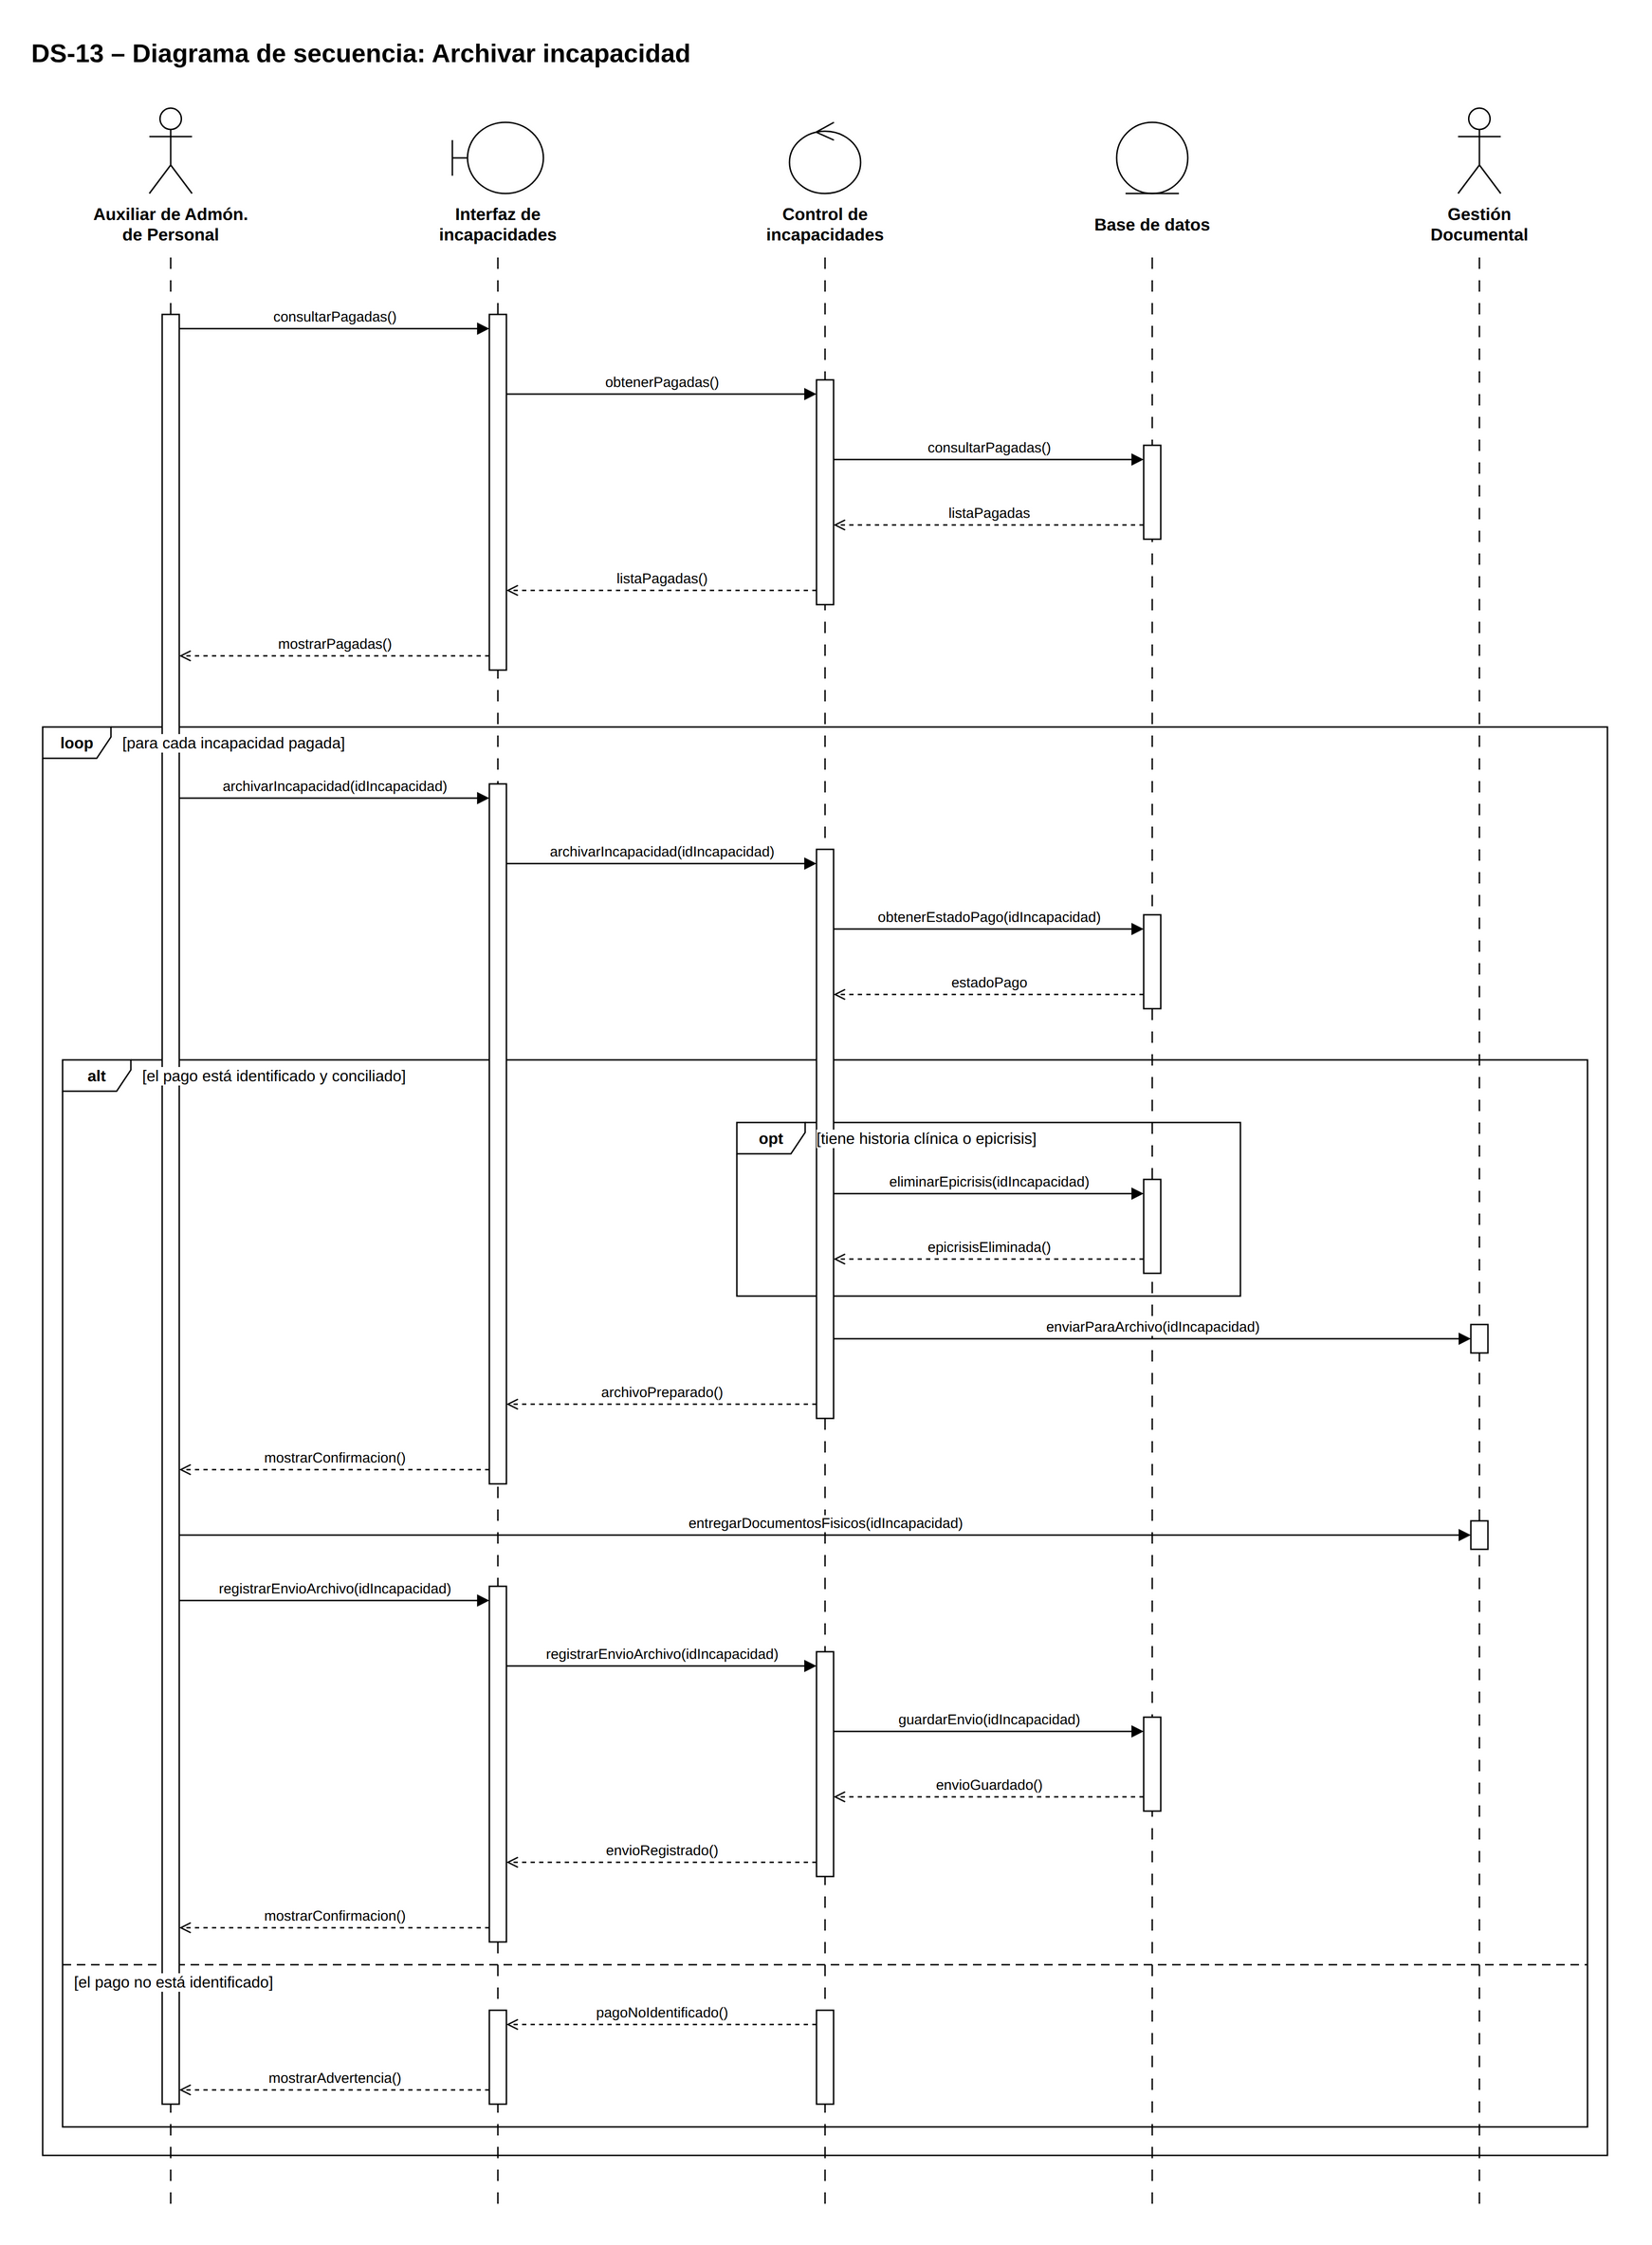 DS-13 – Diagrama de secuencia: Archivar incapacidad
Auxiliar de Admón.
de Personal
Interfaz de
incapacidades
Control de
incapacidades
Base de datos
Gestión
Documental
consultarPagadas()
obtenerPagadas()
consultarPagadas()
listaPagadas
listaPagadas()
mostrarPagadas()
loop [para cada incapacidad pagada]
archivarIncapacidad(idIncapacidad)
archivarIncapacidad(idIncapacidad)
obtenerEstadoPago(idIncapacidad)
estadoPago
alt [el pago está identificado y conciliado]
opt [tiene historia clínica o epicrisis]
eliminarEpicrisis(idIncapacidad)
epicrisisEliminada()
enviarParaArchivo(idIncapacidad)
archivoPreparado()
mostrarConfirmacion()
entregarDocumentosFisicos(idIncapacidad)
registrarEnvioArchivo(idIncapacidad)
registrarEnvioArchivo(idIncapacidad)
guardarEnvio(idIncapacidad)
envioGuardado()
envioRegistrado()
mostrarConfirmacion()
[el pago no está identificado]
pagoNoIdentificado()
mostrarAdvertencia()